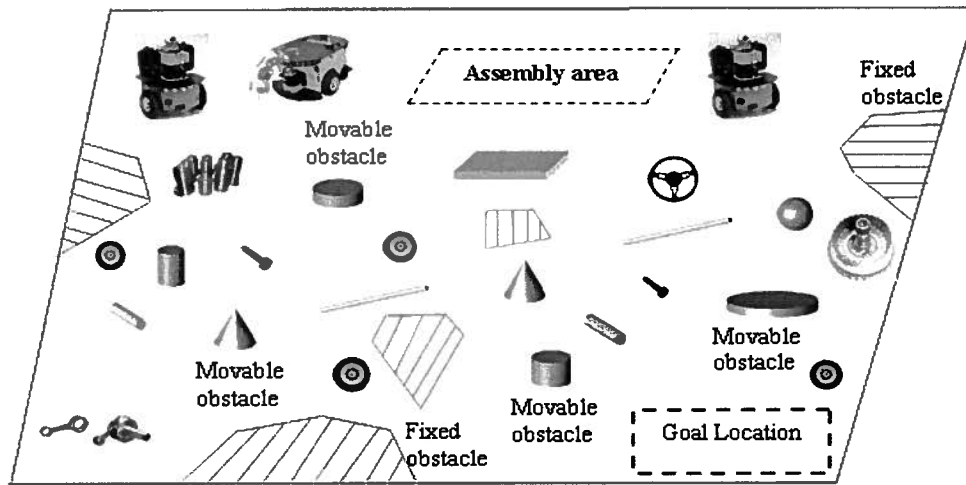 Assembly area
Fixed
obstacle
Movable
obstacle
Movable
obstacle
Movable
obstacle
Movable
obstacle
Fixed
obstacle
Goal Location